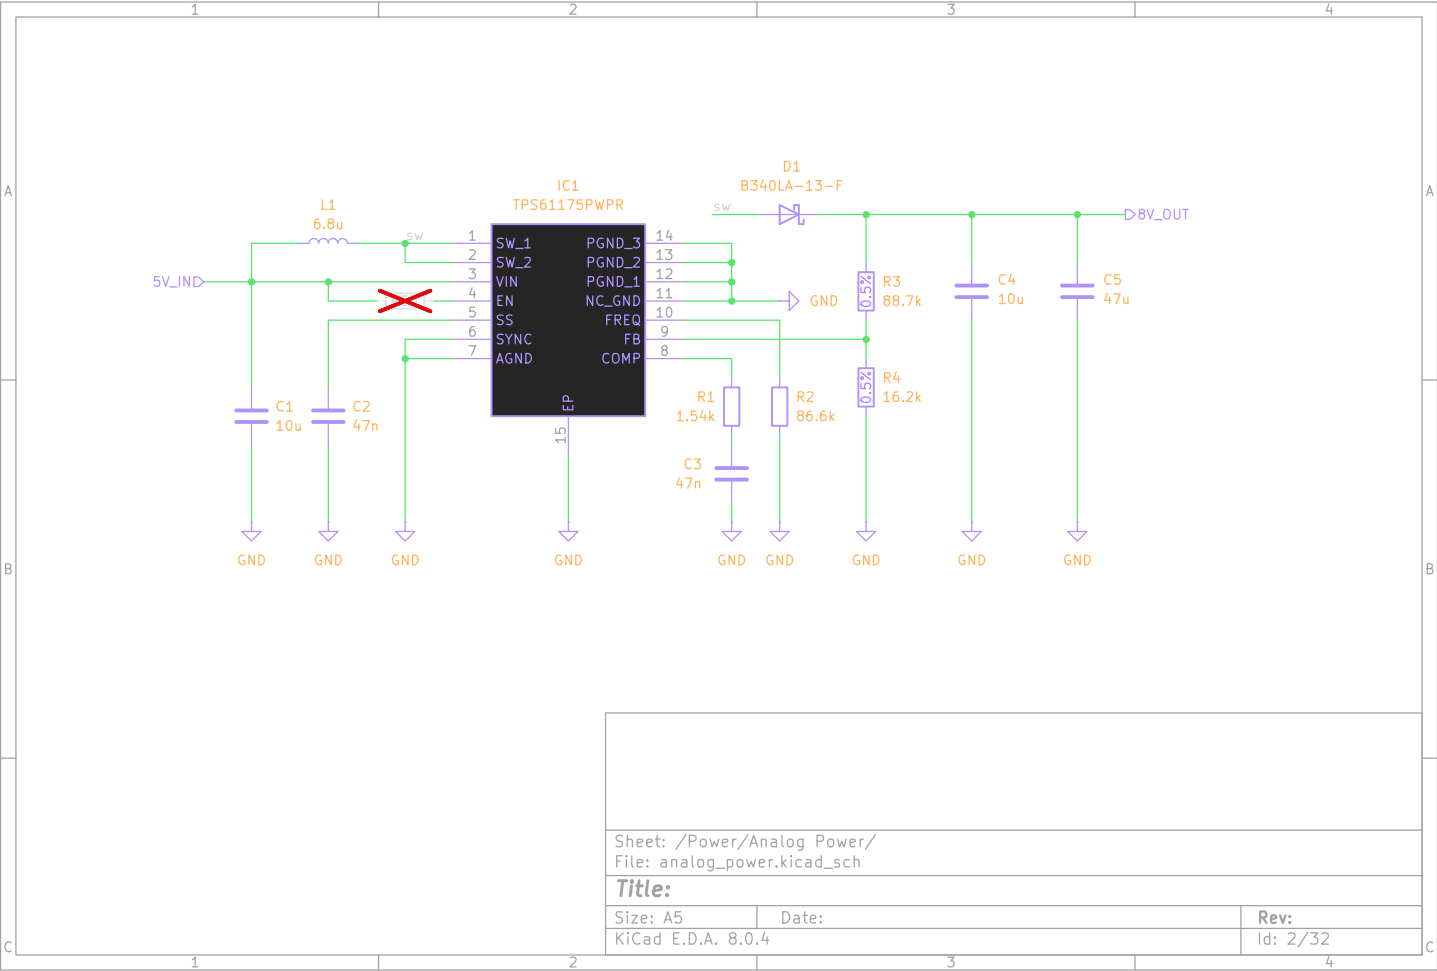 1 2 3 4
A A
B B
C C
1 2 3 4
D1
B340LA-13-F
SW
8V_OUT
IC1
TPS61175PWPR
L1
6.8u
SW
5V_IN
1 SW_1
2 SW_2
3 VIN
4 EN
5 SS
6 SYNC
7 AGND
PGND_3 14
PGND_2 13
PGND_1 12
NC_GND 11
FREQ 10
FB 9
COMP 8
EP
15
GND
R3
88.7k
0.5%
R4
16.2k
0.5%
C4
10u
C5
47u
C1
10u
C2
47n
R1
1.54k
R2
86.6k
C3
47n
GND GND GND GND GND GND GND GND GND
Sheet: /Power/Analog Power/
File: analog_power.kicad_sch
Title:
Size: A5 Date: Rev:
KiCad E.D.A. 8.0.4 Id: 2/32